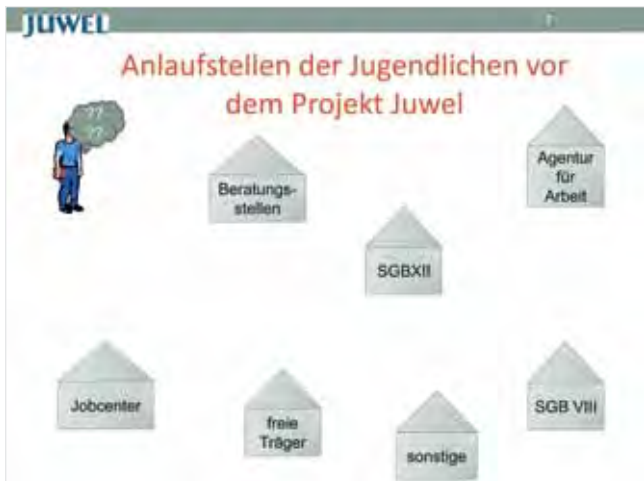 JUWEL
Anlaufstellen der Jugendlichen vor
dem Projekt Juwel
??
??
Beratungs-
stellen
Agentur
für
Arbeit
SGBXII
Jobcenter
freie
Träger
sonstige
SGB VIII